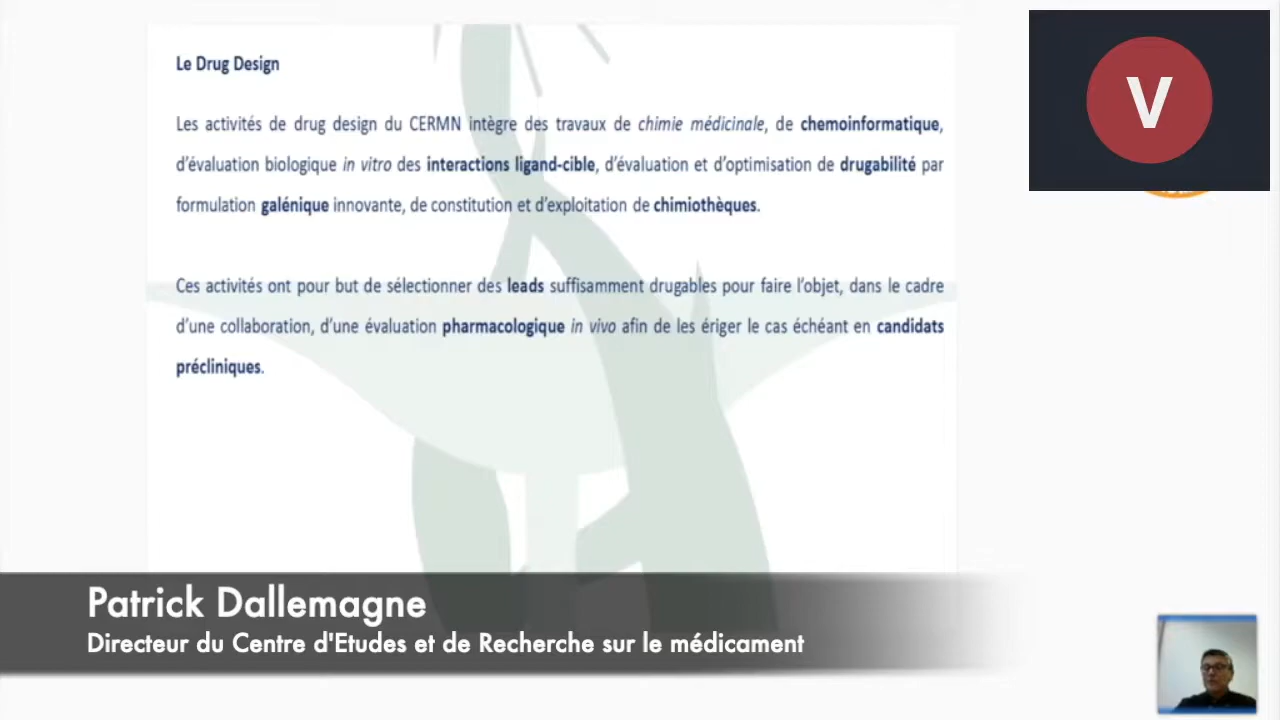 Le Drug Design
Les activités de drug design du CERMN intègre des travaux de chimie médicinale, de chemoinformatique,
d'évaluation biologique in vitro des interactions ligand-cible, d'évaluation et d'optimisation de drugabilité par
formulation galénique innovante, de constitution et d'exploitation de chimiothèques.
Ces activités ont pour but de sélectionner des leads suffisamment drugables pour faire l'objet, dans le cadre
d'une collaboration, d'une évaluation pharmacologique in vivo afin de les ériger le cas échéant en candidats
précliniques.
V
Patrick Dallemagne
Directeur du Centre d'Etudes et de Recherche sur le médicament